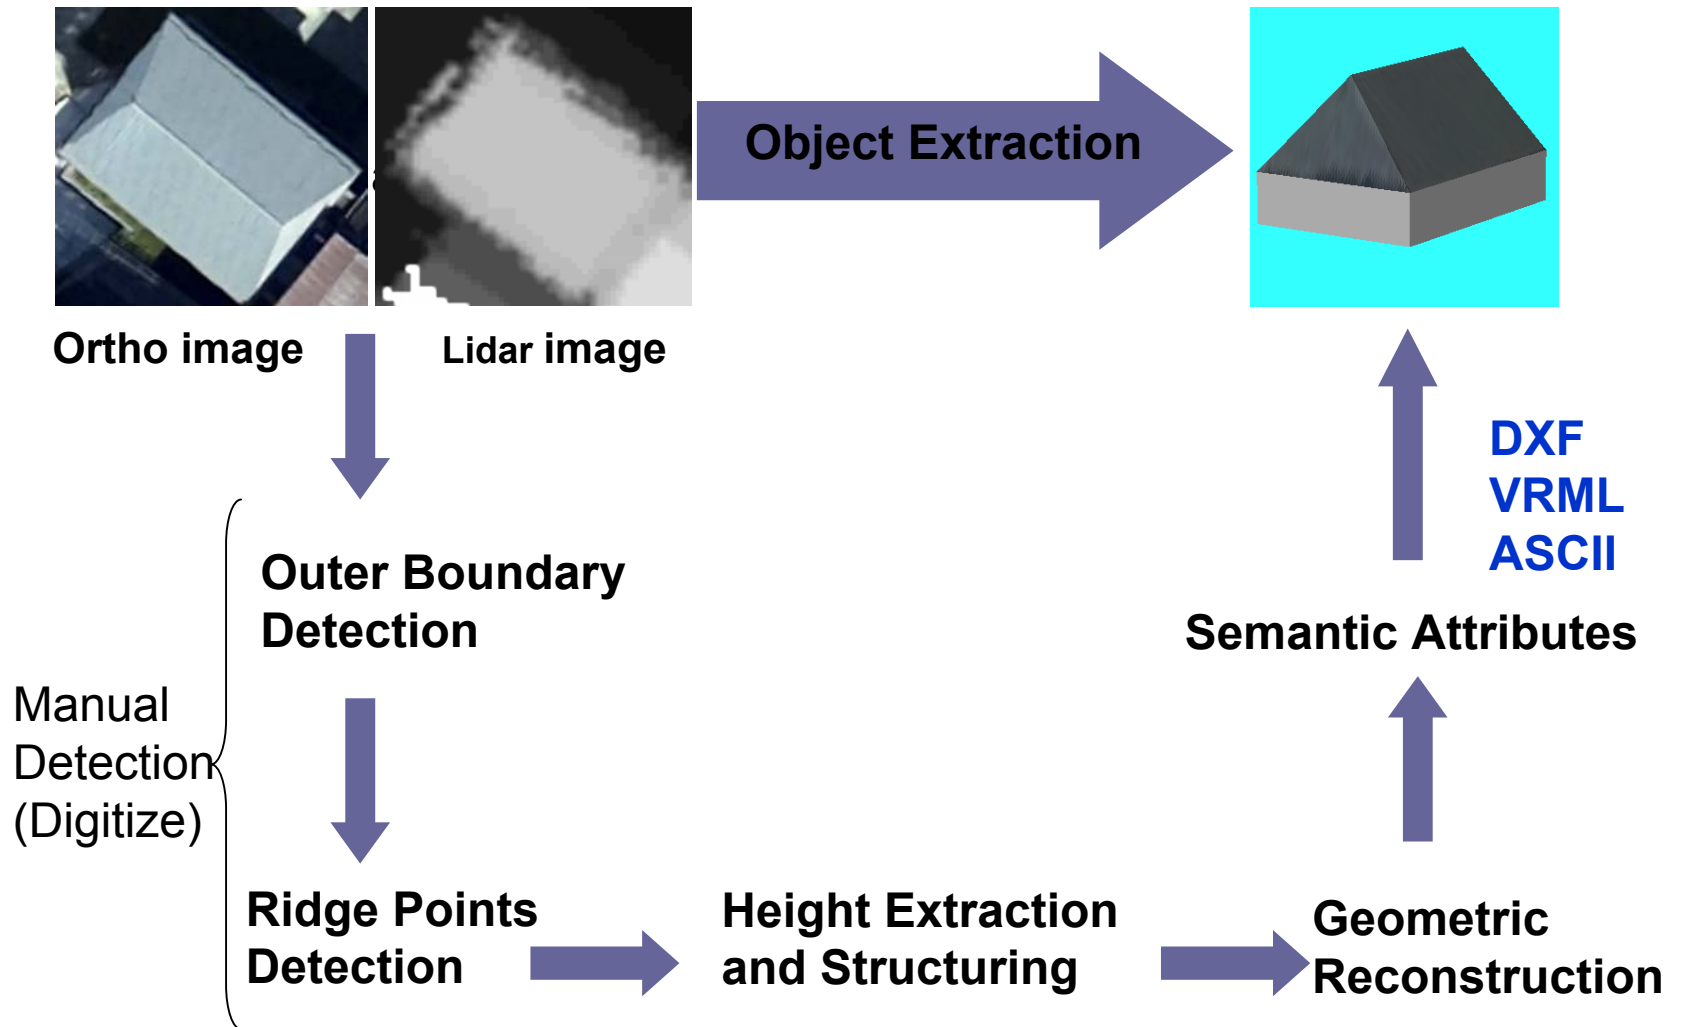 Object Extraction
Ortho image
Lidar image
DXF
VRML
ASCII
Outer Boundary
Detection
Semantic Attributes
Manual
Detection
(Digitize)
Ridge Points
Detection
Height Extraction
and Structuring
Geometric
Reconstruction